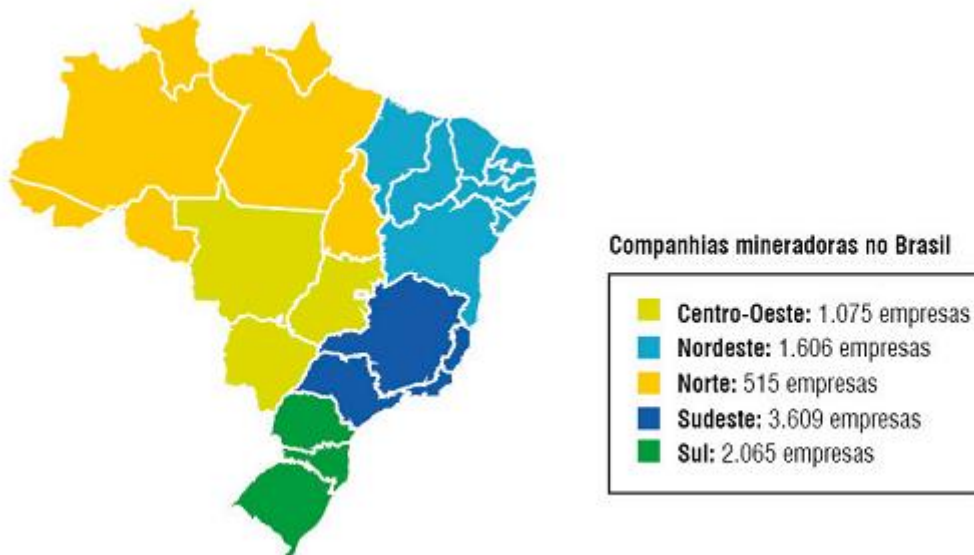 Companhias mineradoras no Brasil
Centro-Oeste: 1.075 empresas
Nordeste: 1.606 empresas
Norte: 515 empresas
Sudeste: 3.609 empresas
Sul: 2.065 empresas